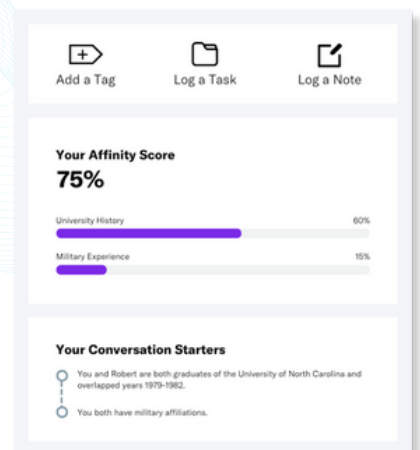 Add a Tag
Log a Task
Log a Note
Your Affinity Score
75%
University History 60%
Military Experience 15%
Your Conversation Starters
You and Robert are both graduates of the University of North Carolina and
overlapped years 1979-1982.
You both have military affiliations.